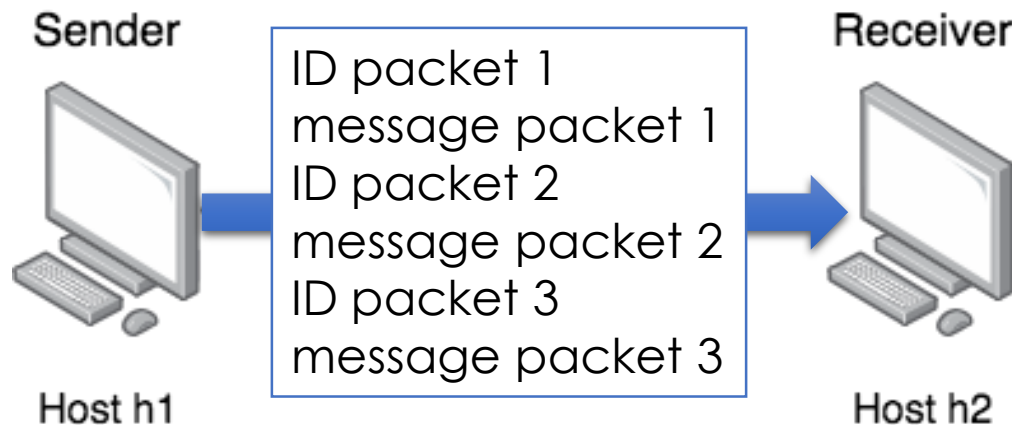 Sender
Receiver
ID packet 1
message packet 1
ID packet 2
message packet 2
ID packet 3
message packet 3
Host h1
Host h2